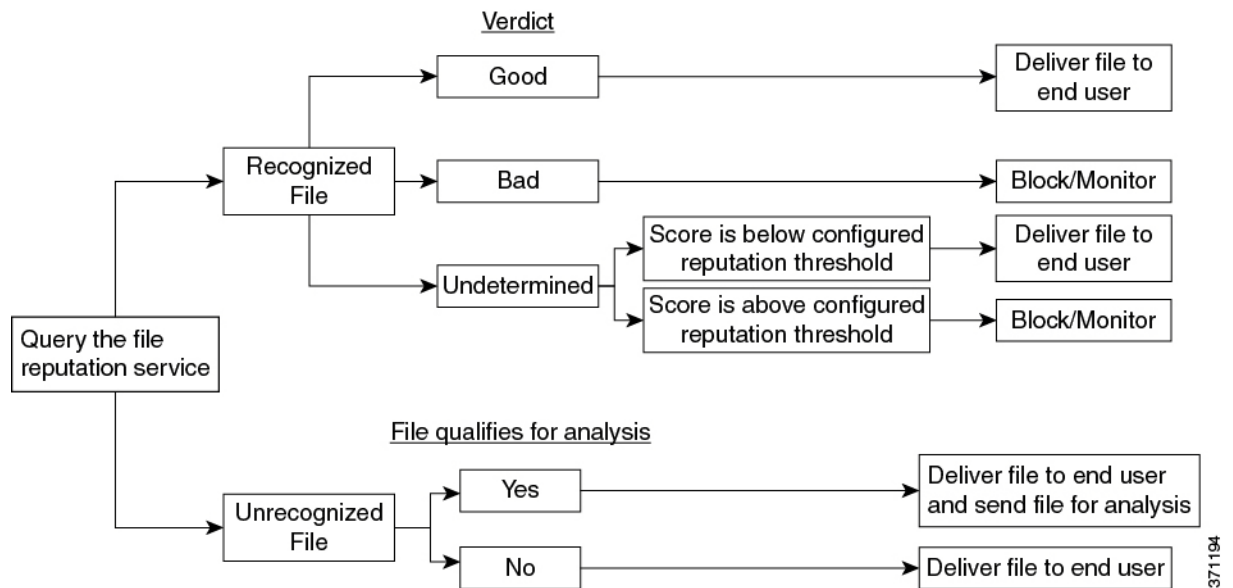 Verdict
Good
Deliver file to
end user
Recognized
File
Bad
Block/Monitor
Undetermined
Score is below configured
reputation threshold
Deliver file to
end user
Score is above configured
reputation threshold
Block/Monitor
Query the file
reputation service
File qualifies for analysis
Unrecognized
File
Yes
Deliver file to end user
and send file for analysis
No
Deliver file to end user
371194